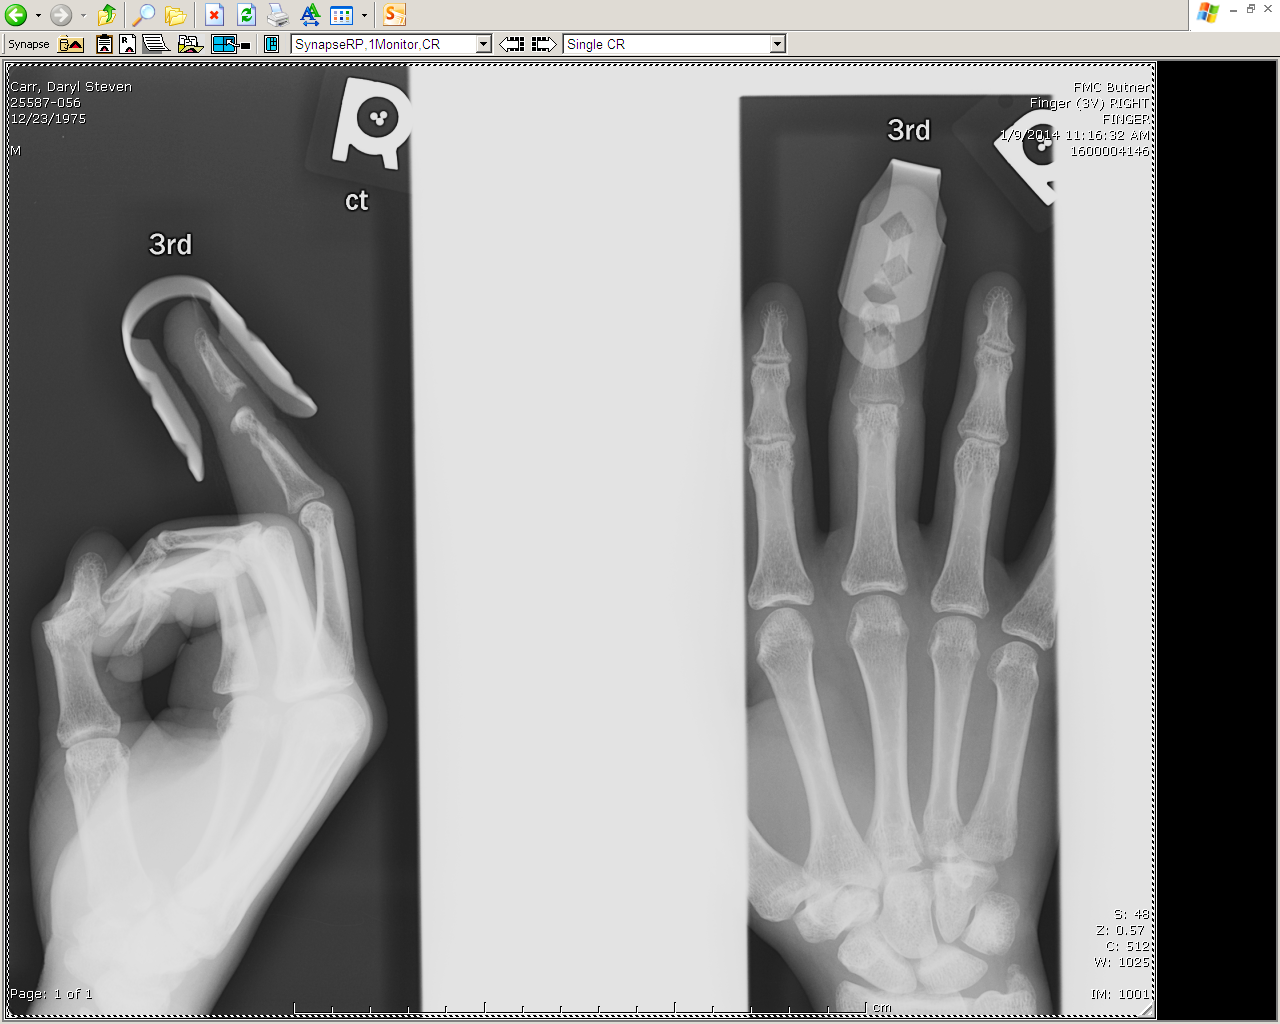 Synapse
SynapseRP,1Monitor,CR
Single CR
Carr, Daryl Steven
25587-056
12/23/1975
M
R
ct
3rd
FMC Butner
Finger (3V) RIGHT
FINGER
1/9/2014 11:16:32 AM
1600004146
3rd
S: 48
Z: 0.57
C: 512
W: 1025
IM: 1001
Page: 1 of 1
cm